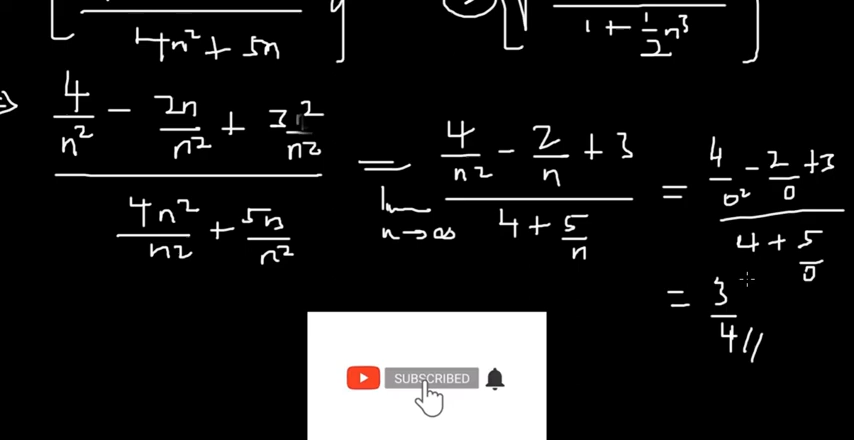 4n² + 5n
1 + 1/2 n³
⇒ (4/n² - 2n/n² + 3n²/n²) / (4n²/n² + 5n/n²) = lim n→∞ (4/n² - 2/n + 3) / (4 + 5/n) = (4/0² - 2/0 + 3) / (4 + 5/0)
= 3/4 //
SUBSCRIBED